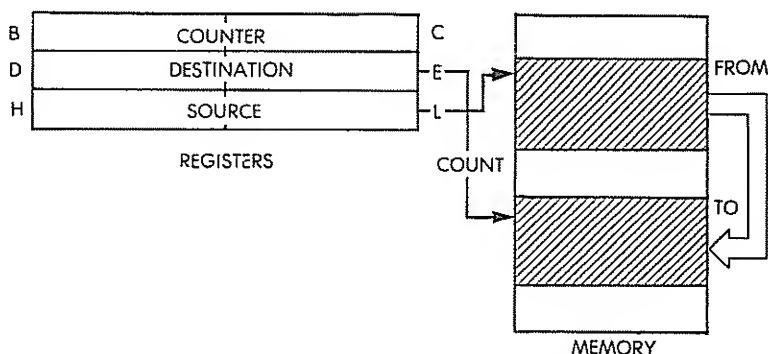 B COUNTER C
D DESTINATION E
H SOURCE L
REGISTERS
COUNT
FROM
TO
MEMORY